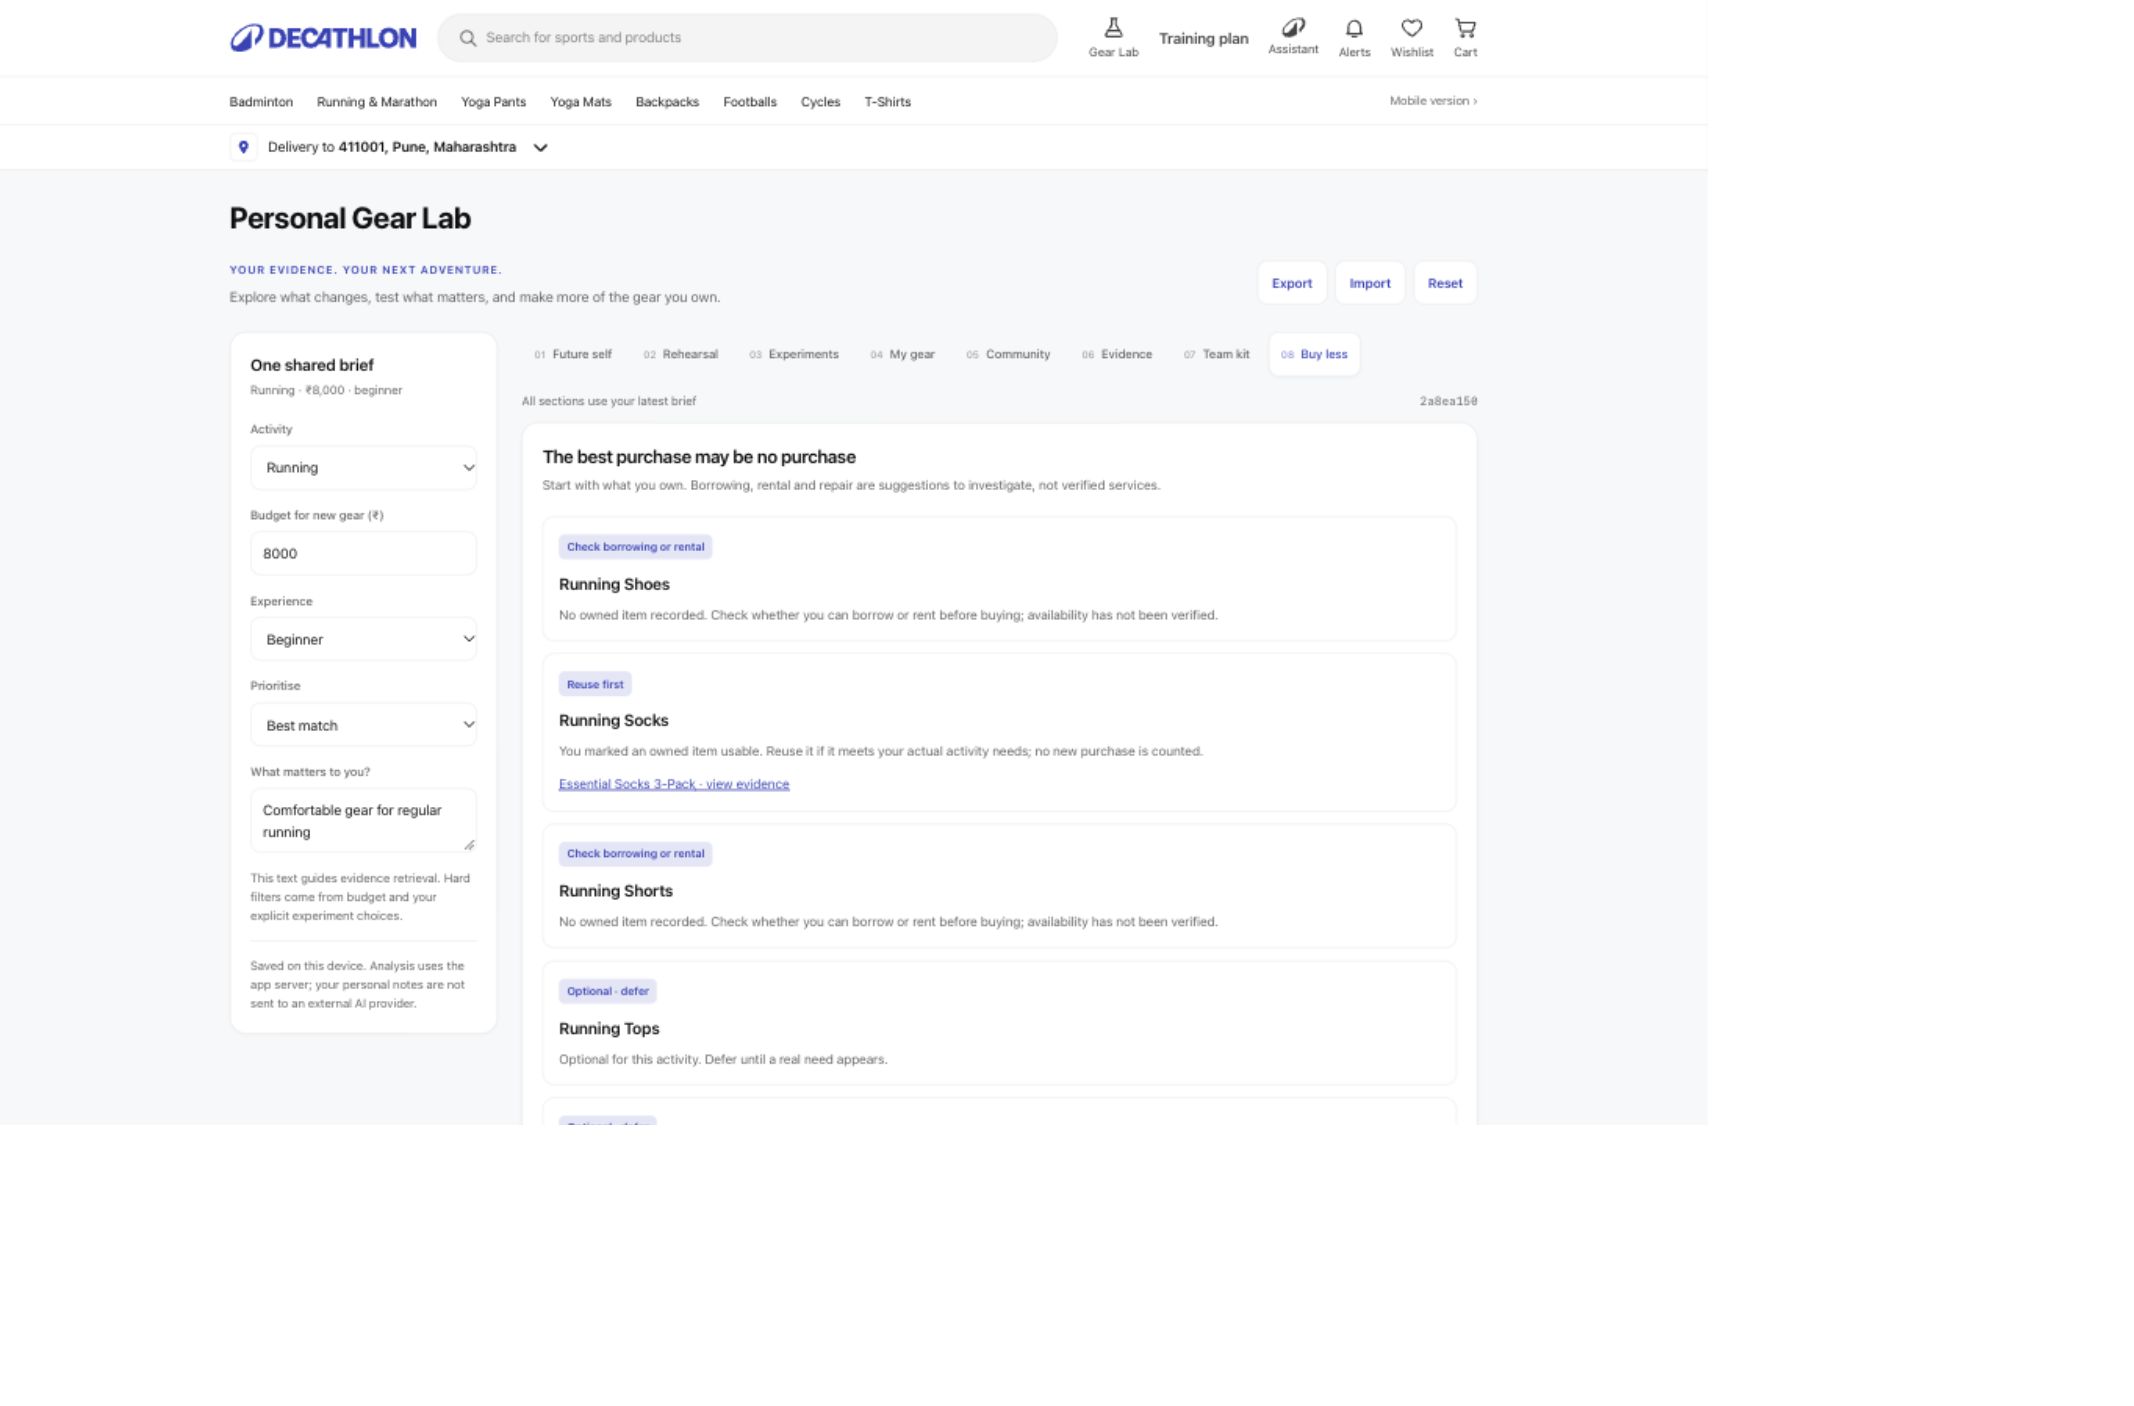 DECATHLON
Search for sports and products
Gear Lab
Training plan
Assistant
Alerts
Wishlist
Cart
Badminton
Running & Marathon
Yoga Pants
Yoga Mats
Backpacks
Footballs
Cycles
T-Shirts
Mobile version ›
Delivery to 411001, Pune, Maharashtra
Personal Gear Lab
YOUR EVIDENCE. YOUR NEXT ADVENTURE.
Explore what changes, test what matters, and make more of the gear you own.
Export
Import
Reset
One shared brief
Running · ₹8,000 · beginner
Activity
Running
Budget for new gear (₹)
8000
Experience
Beginner
Prioritise
Best match
What matters to you?
Comfortable gear for regular
running
This text guides evidence retrieval. Hard
filters come from budget and your
explicit experiment choices.
Saved on this device. Analysis uses the
app server; your personal notes are not
sent to an external AI provider.
01 Future self
02 Rehearsal
03 Experiments
04 My gear
05 Community
06 Evidence
07 Team kit
08 Buy less
All sections use your latest brief
2a8ea150
The best purchase may be no purchase
Start with what you own. Borrowing, rental and repair are suggestions to investigate, not verified services.
Check borrowing or rental
Running Shoes
No owned item recorded. Check whether you can borrow or rent before buying; availability has not been verified.
Reuse first
Running Socks
You marked an owned item usable. Reuse it if it meets your actual activity needs; no new purchase is counted.
Essential Socks 3-Pack · view evidence
Check borrowing or rental
Running Shorts
No owned item recorded. Check whether you can borrow or rent before buying; availability has not been verified.
Optional · defer
Running Tops
Optional for this activity. Defer until a real need appears.